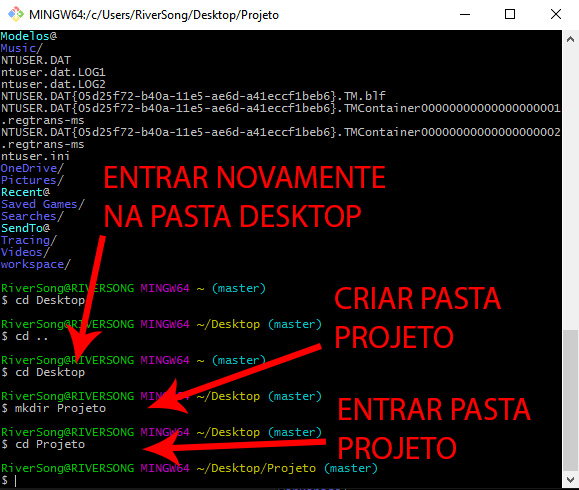 MINGW64:/c/Users/RiverSong/Desktop/Projeto
Modelos@
Music/
NTUSER.DAT
ntuser.dat.LOG1
ntuser.dat.LOG2
NTUSER.DAT{05d25f72-b40a-11e5-ae6d-a41eccf1beb6}.TM.blf
NTUSER.DAT{05d25f72-b40a-11e5-ae6d-a41eccf1beb6}.TMContainer00000000000000000001
.regtrans-ms
NTUSER.DAT{05d25f72-b40a-11e5-ae6d-a41eccf1beb6}.TMContainer00000000000000000002
.regtrans-ms
ntuser.ini
OneDrive/
Pictures/
Recent@
Saved Games/
Searches/
SendTo@
Tracing/
Videos/
workspace/
ENTRAR NOVAMENTE
NA PASTA DESKTOP
RiverSong@RIVERSONG MINGW64 ~ (master)
$ cd Desktop
RiverSong@RIVERSONG MINGW64 ~/Desktop (master)
$ cd ..
RiverSong@RIVERSONG MINGW64 ~ (master)
$ cd Desktop
CRIAR PASTA
PROJETO
RiverSong@RIVERSONG MINGW64 ~/Desktop (master)
$ mkdir Projeto
RiverSong@RIVERSONG MINGW64 ~/Desktop (master)
$ cd Projeto
ENTRAR PASTA
PROJETO
RiverSong@RIVERSONG MINGW64 ~/Desktop/Projeto (master)
$